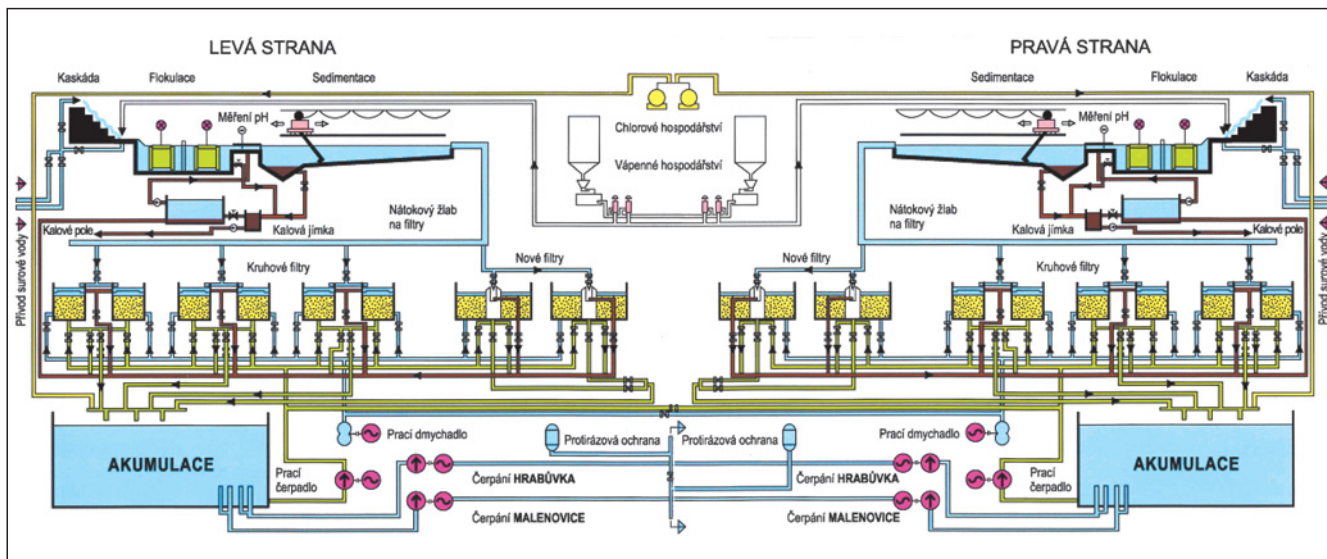 LEVÁ STRANA
PRAVÁ STRANA
Kaskáda
Flokulace
Sedimentace
Sedimentace
Flokulace
Kaskáda
Měření pH
Chlorové hospodářství
Měření pH
Vápenné hospodářství
Nátokový žlab
na filtry
Nátokový žlab
na filtry
Kalové pole
Kalová jímka
Kalová jímka
Kalové pole
Přívod surové vody
Přívod surové vody
Kruhové filtry
Nové filtry
Nové filtry
Kruhové filtry
Prací dmychadlo
Protirázová ochrana
Protirázová ochrana
Prací dmychadlo
AKUMULACE
Prací
čerpadlo
Čerpání HRABŮVKA
Čerpání HRABŮVKA
Prací
čerpadlo
AKUMULACE
Čerpání MALENOVICE
Čerpání MALENOVICE